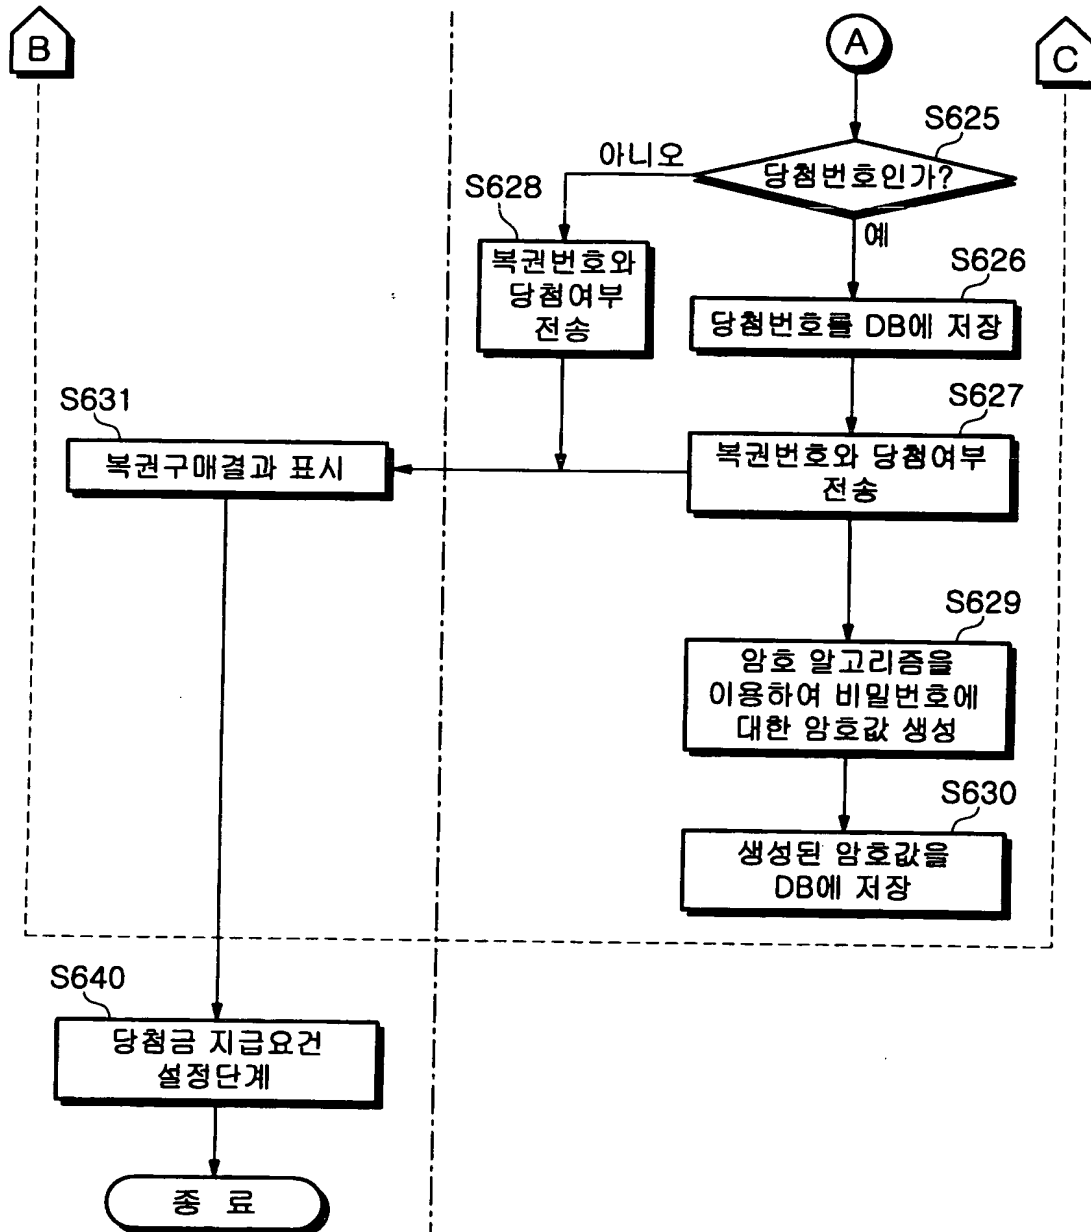 B
A
C
S625
당첨번호인가?
아니오
예
S628
복권번호와
당첨여부
전송
S626
당첨번호를 DB에 저장
S631
복권구매결과 표시
S627
복권번호와 당첨여부
전송
S629
암호 알고리즘을
이용하여 비밀번호에
대한 암호값 생성
S630
생성된 암호값을
DB에 저장
S640
당첨금 지급요건
설정단계
종 료